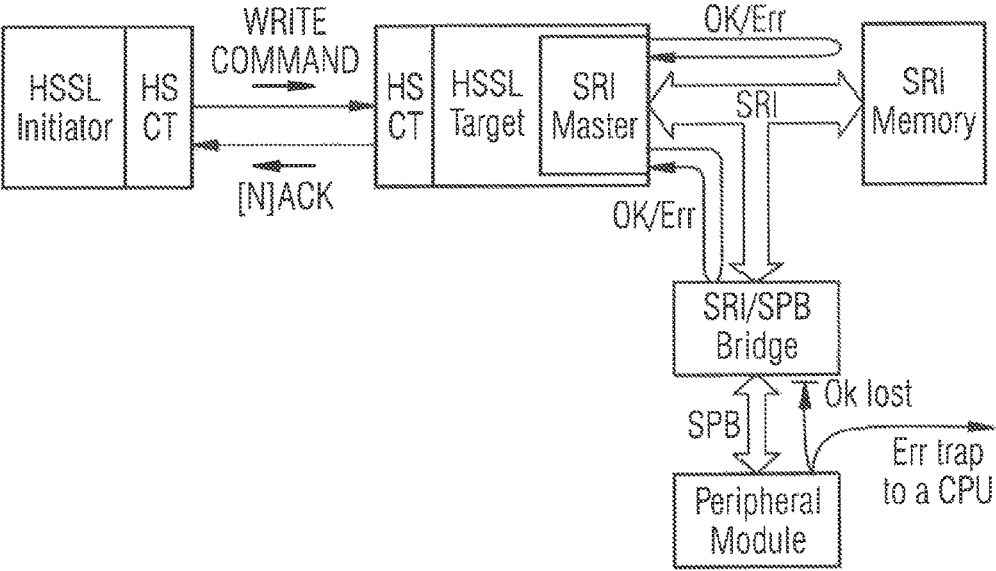 WRITE
COMMAND
OK/Err
HSSL
Initiator
HS
CT
HS
CT
HSSL
Target
SRI
Master
SRI
SRI
Memory
[N]ACK
OK/Err
SRI/SPB
Bridge
Ok lost
SPB
Err trap
to a CPU
Peripheral
Module